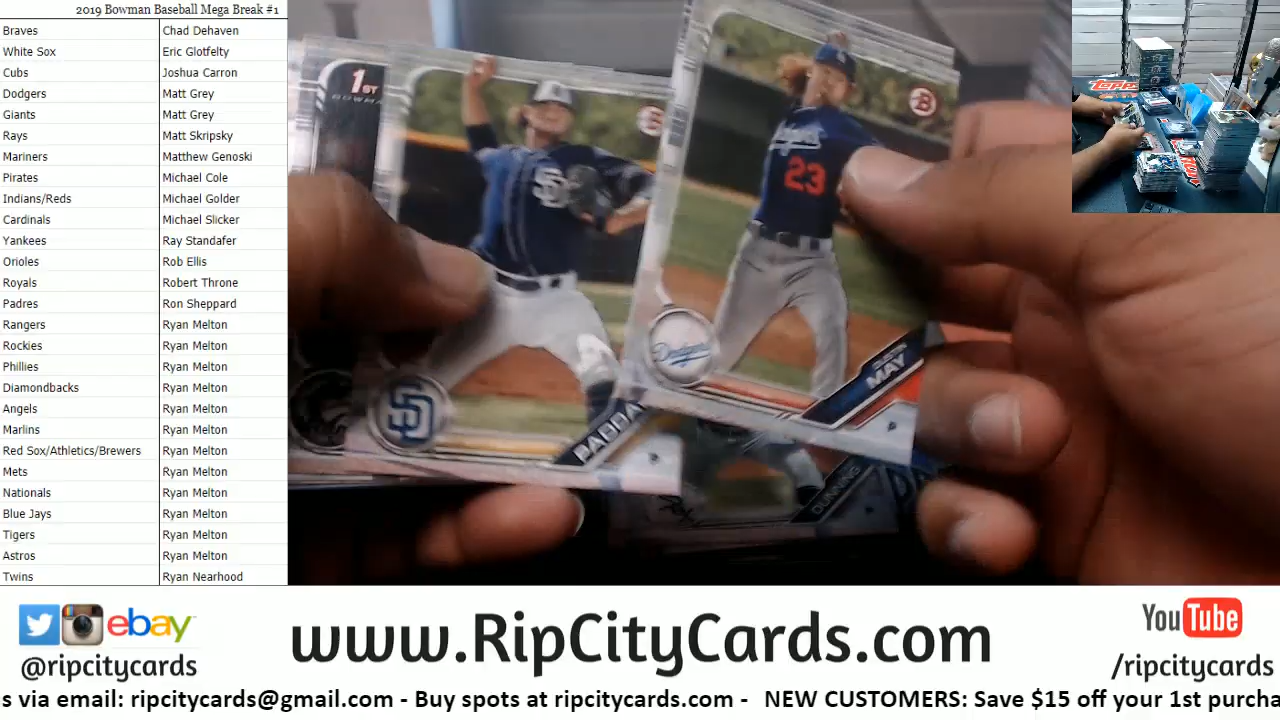 2019 Bowman Baseball Mega Break #1
Braves Chad Dehaven
White Sox Eric Glotfelty
Cubs Joshua Carron
Dodgers Matt Grey
Giants Matt Grey
Rays Matt Skripsky
Mariners Matthew Genoski
Pirates Michael Cole
Indians/Reds Michael Golder
Cardinals Michael Slicker
Yankees Ray Standafer
Orioles Rob Ellis
Royals Robert Throne
Padres Ron Sheppard
Rangers Ryan Melton
Rockies Ryan Melton
Phillies Ryan Melton
Diamondbacks Ryan Melton
Angels Ryan Melton
Marlins Ryan Melton
Red Sox/Athletics/Brewers Ryan Melton
Mets Ryan Melton
Nationals Ryan Melton
Blue Jays Ryan Melton
Tigers Ryan Melton
Astros Ryan Melton
Twins Ryan Nearhood
1ST
SD
B
SD
Dodgers
23
B
Dodgers
DUSTIN
MAY
DUNNING
topps
ebay
@ripcitycards
www.RipCityCards.com
YouTube
/ripcitycards
s via email: ripcitycards@gmail.com - Buy spots at ripcitycards.com - NEW CUSTOMERS: Save $15 off your 1st purcha